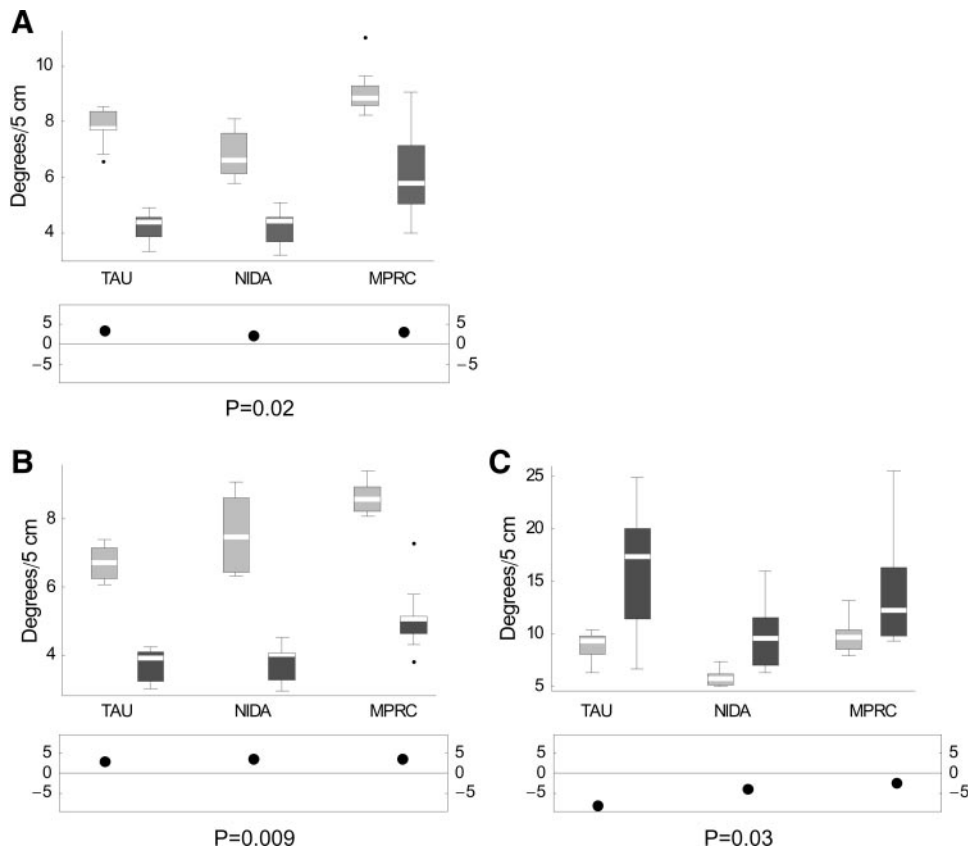 A
Degrees/5 cm
10
8
6
4
TAU NIDA MPRC
5 5
0 0
−5 −5
P=0.02
B
Degrees/5 cm
8
6
4
TAU NIDA MPRC
5 5
0 0
−5 −5
P=0.009
C
Degrees/5 cm
25
20
15
10
5
TAU NIDA MPRC
5 5
0 0
−5 −5
P=0.03